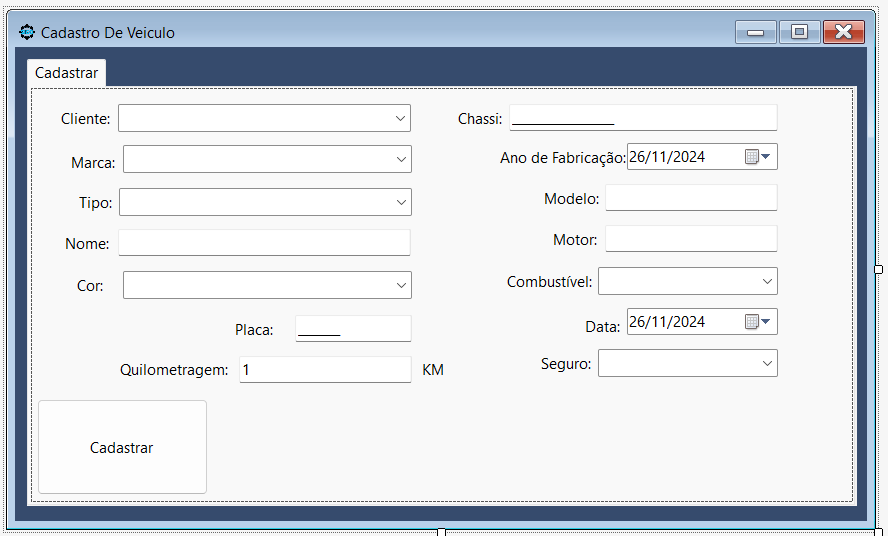 Cadastro De Veiculo
Cadastrar
Cliente:
Chassi: _______________
Marca:
Ano de Fabricação: 26/11/2024
Tipo:
Modelo:
Nome:
Motor:
Cor:
Combustível:
Placa: ______
Data: 26/11/2024
Quilometragem: 1 KM
Seguro:
Cadastrar